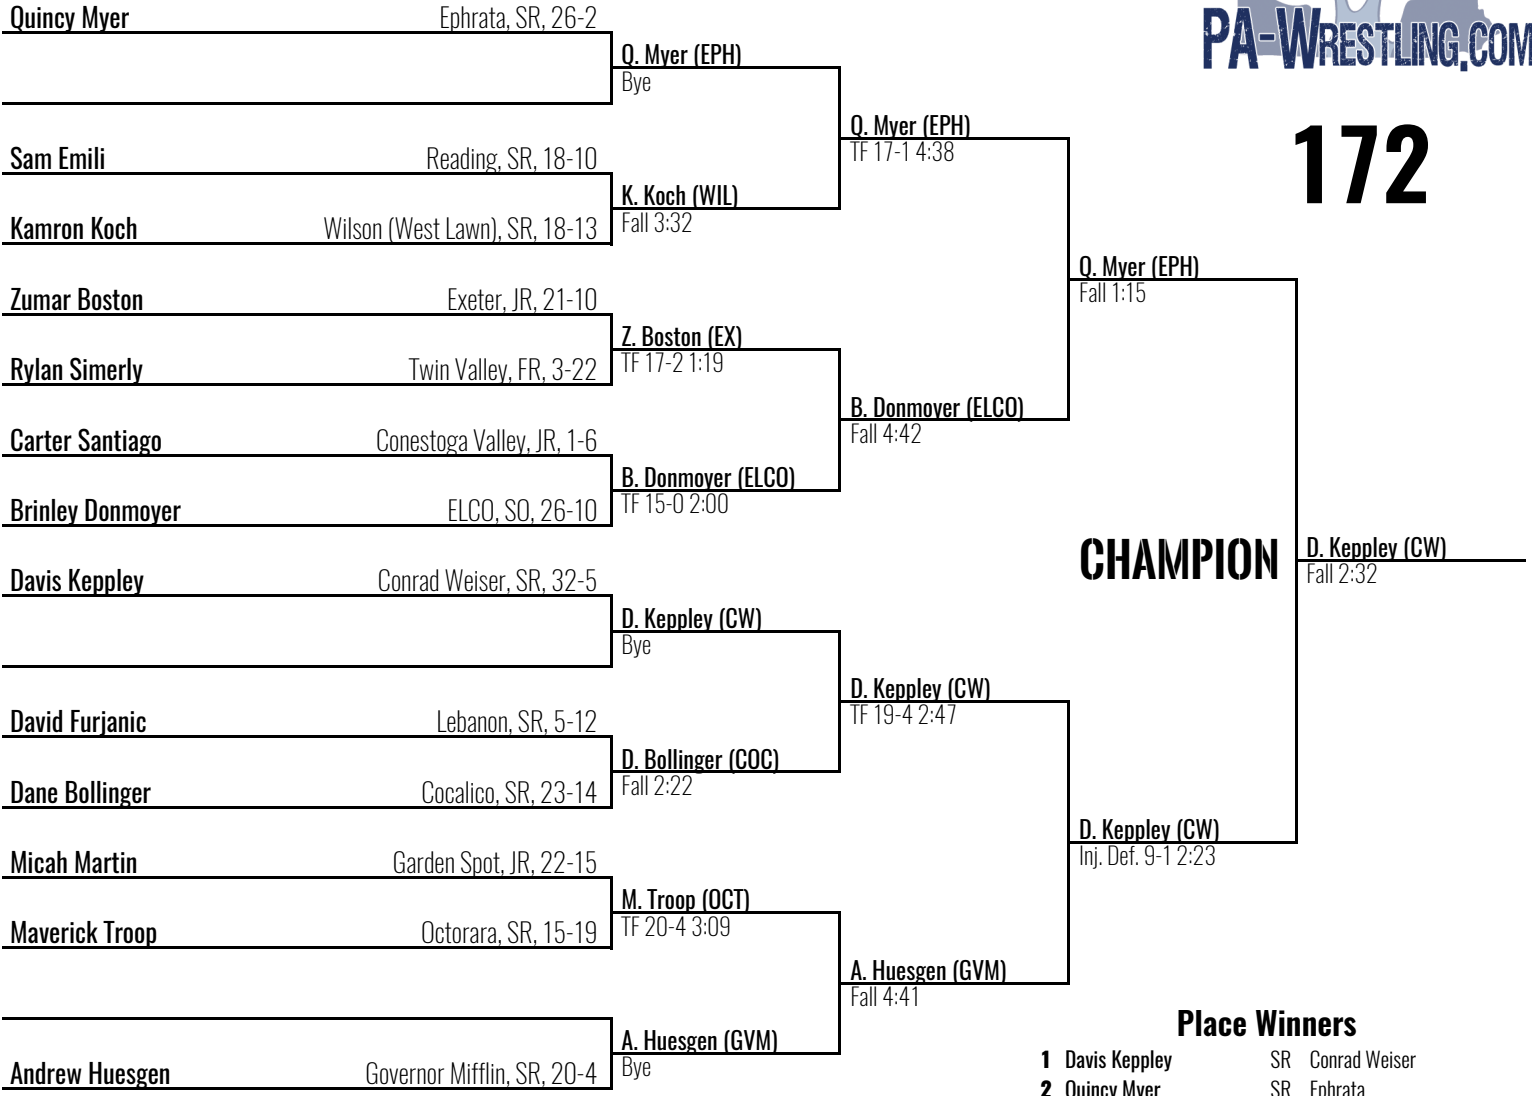 Quincy Myer Ephrata, SR, 26-2
Q. Myer (EPH)
Bye
PA-WRESTLING.COM
Q. Myer (EPH)
TF 17-1 4:38
172
Sam Emili Reading, SR, 18-10
K. Koch (WIL)
Fall 3:32
Kamron Koch Wilson (West Lawn), SR, 18-13
Q. Myer (EPH)
Fall 1:15
Zumar Boston Exeter, JR, 21-10
Z. Boston (EX)
TF 17-2 1:19
Rylan Simerly Twin Valley, FR, 3-22
B. Donmoyer (ELCO)
Fall 4:42
Carter Santiago Conestoga Valley, JR, 1-6
B. Donmoyer (ELCO)
TF 15-0 2:00
Brinley Donmoyer ELCO, SO, 26-10
CHAMPION
D. Keppley (CW)
Fall 2:32
Davis Keppley Conrad Weiser, SR, 32-5
D. Keppley (CW)
Bye
D. Keppley (CW)
TF 19-4 2:47
David Furjanic Lebanon, SR, 5-12
D. Bollinger (COC)
Fall 2:22
Dane Bollinger Cocalico, SR, 23-14
D. Keppley (CW)
Inj. Def. 9-1 2:23
Micah Martin Garden Spot, JR, 22-15
M. Troop (OCT)
TF 20-4 3:09
Maverick Troop Octorara, SR, 15-19
A. Huesgen (GVM)
Fall 4:41
A. Huesgen (GVM)
Bye
Andrew Huesgen Governor Mifflin, SR, 20-4
Place Winners
1 Davis Keppley SR Conrad Weiser
2 Quincy Myer SR Ephrata